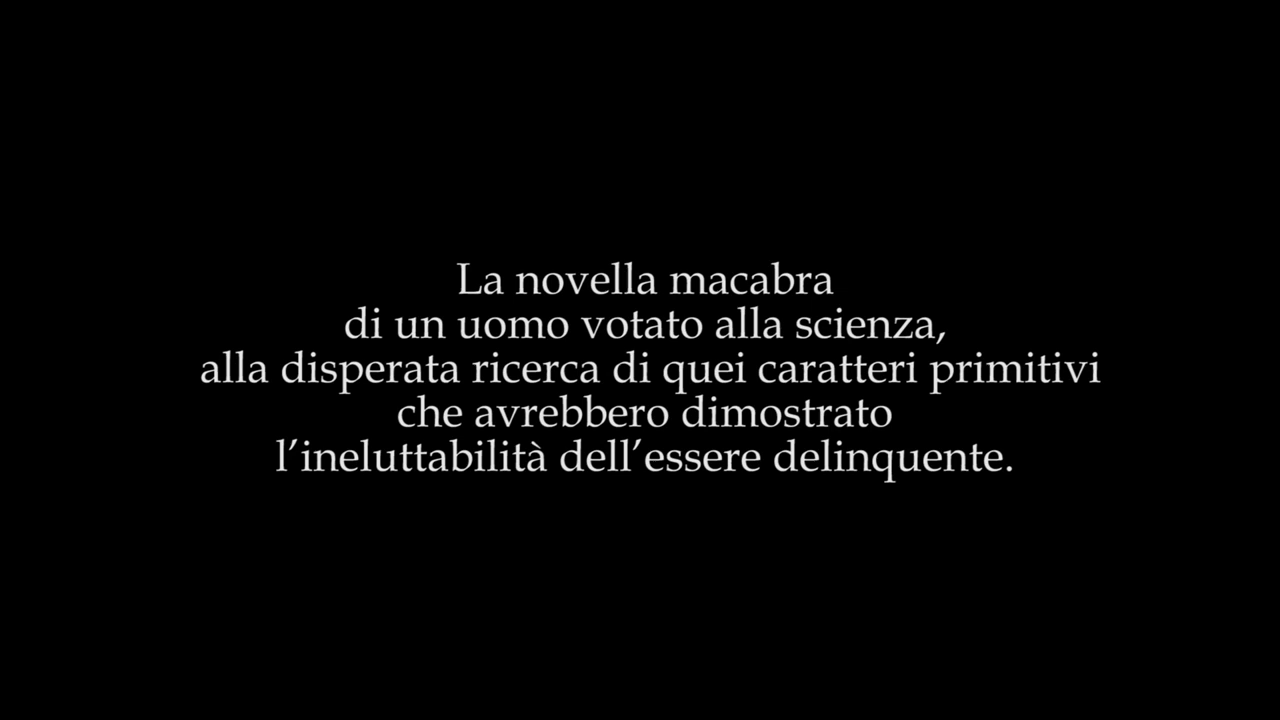 La novella macabra
di un uomo votato alla scienza,
alla disperata ricerca di quei caratteri primitivi
che avrebbero dimostrato
l’ineluttabilità dell’essere delinquente.